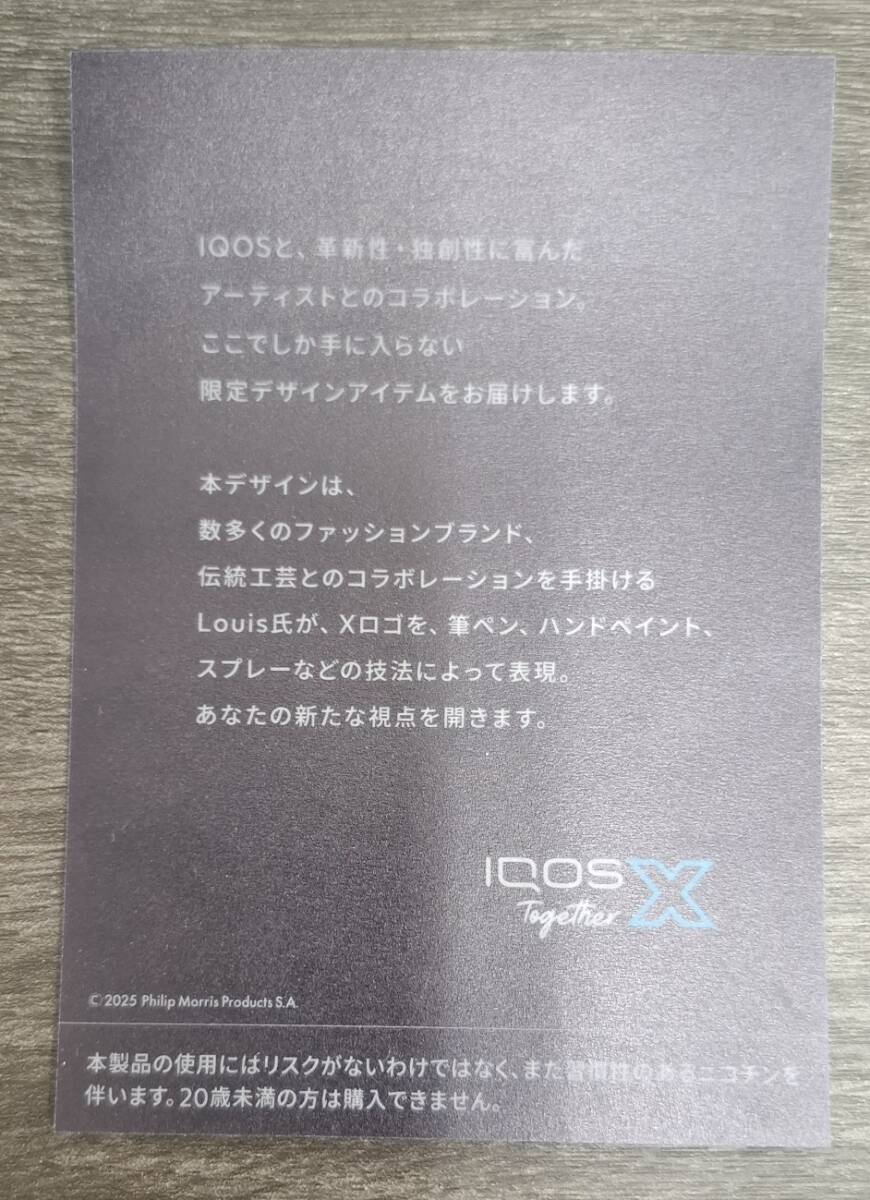 IQOSと、革新性・独創性に富んだ
アーティストとのコラボレーション。
ここでしか手に入らない
限定デザインアイテムをお届けします。
本デザインは、
数多くのファッションブランド、
伝統工芸とのコラボレーションを手掛ける
Louis氏が、Xロゴを、筆ペン、ハンドペイント、
スプレーなどの技法によって表現。
あなたの新たな視点を開きます。
IQOS X
Together
© 2025 Philip Morris Products S.A.
本製品の使用にはリスクがないわけではなく、また習慣性のあるニコチンを
伴います。20歳未満の方は購入できません。